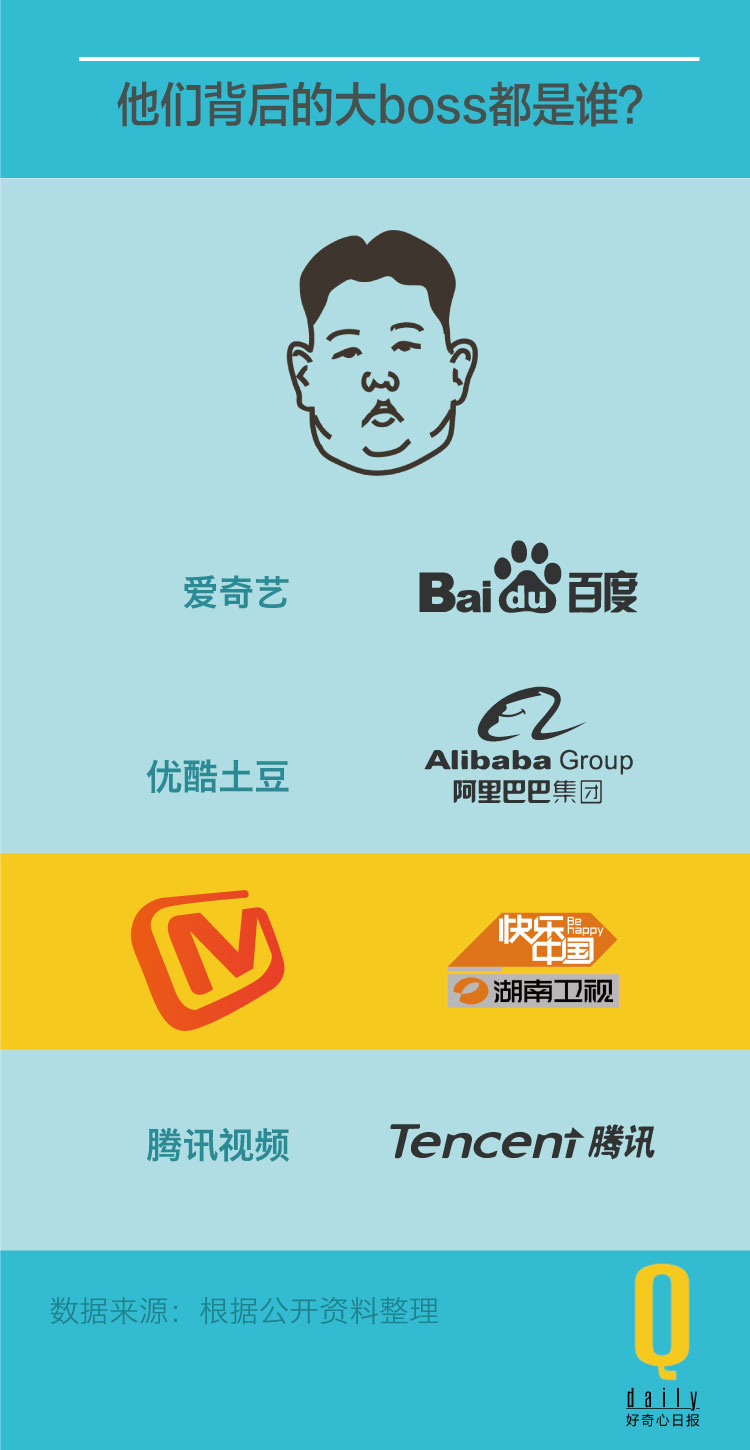 他们背后的大boss都是谁?
爱奇艺
Baidu百度
优酷土豆
Alibaba Group
阿里巴巴集团
快乐 Be happy
中国
湖南卫视
腾讯视频
Tencent腾讯
数据来源：根据公开资料整理
Q
daily
好奇心日报